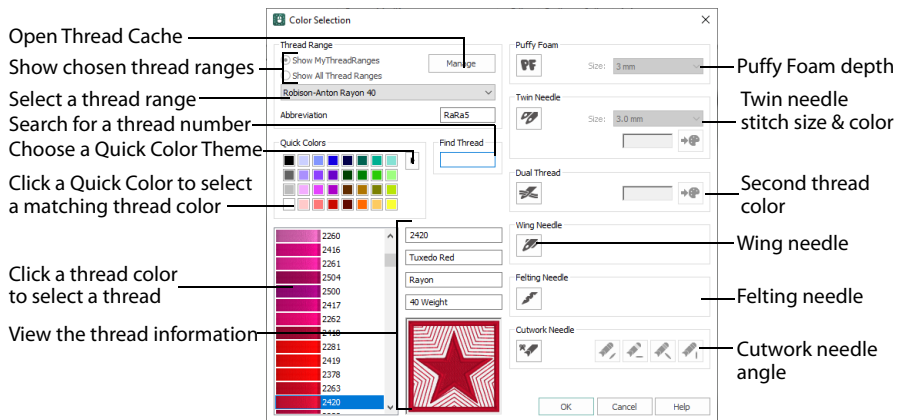 Open Thread Cache
Show chosen thread ranges
Select a thread range
Search for a thread number
Choose a Quick Color Theme
Click a Quick Color to select
a matching thread color
Click a thread color
to select a thread
View the thread information
Color Selection
Thread Range
Show MyThreadRanges
Show All Thread Ranges
Manage
Robison-Anton Rayon 40
Abbreviation
RaRa5
Quick Colors
Find Thread
2260
2416
2261
2504
2500
2417
2262
2418
2281
2419
2378
2263
2420
2420
Tuxedo Red
Rayon
40 Weight
Puffy Foam
PF
Size:
3 mm
Twin Needle
Size:
3.0 mm
Dual Thread
Wing Needle
Felting Needle
Cutwork Needle
OK
Cancel
Help
Puffy Foam depth
Twin needle
stitch size & color
Second thread
color
Wing needle
Felting needle
Cutwork needle
angle